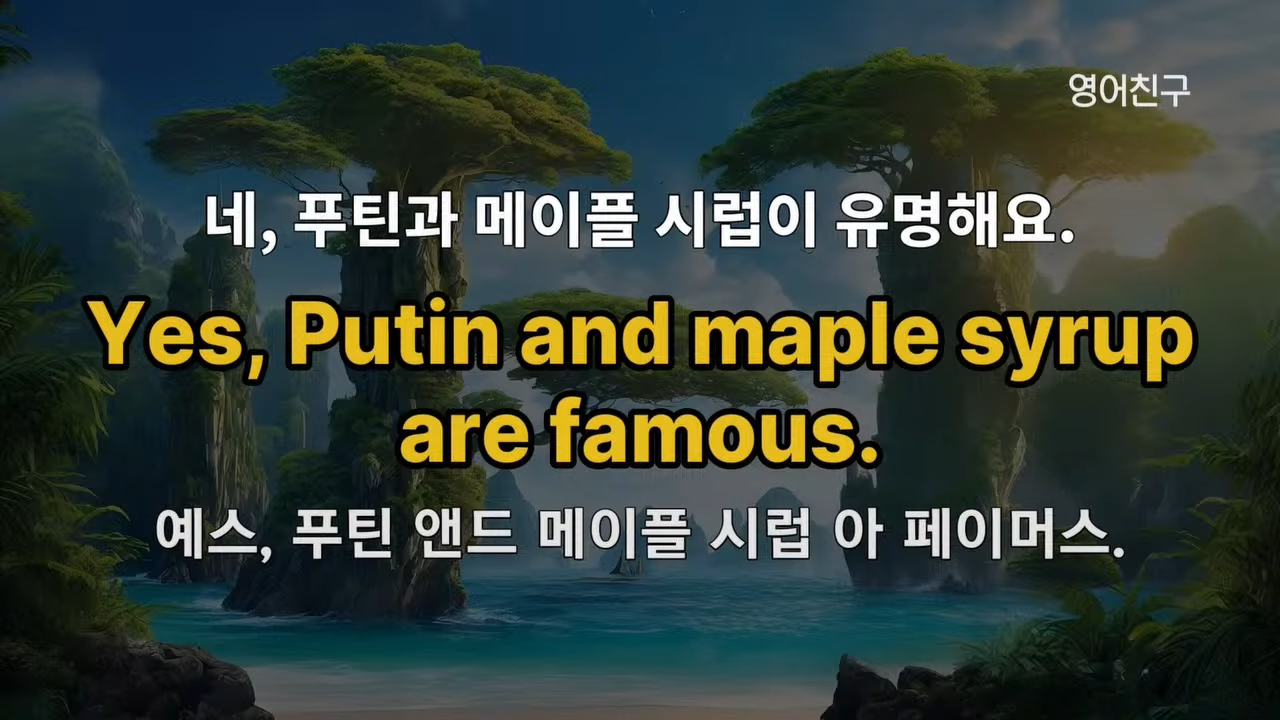 영어친구
네, 푸틴과 메이플 시럽이 유명해요.
Yes, Putin and maple syrup
are famous.
예스, 푸틴 앤드 메이플 시럽 아 페이머스.